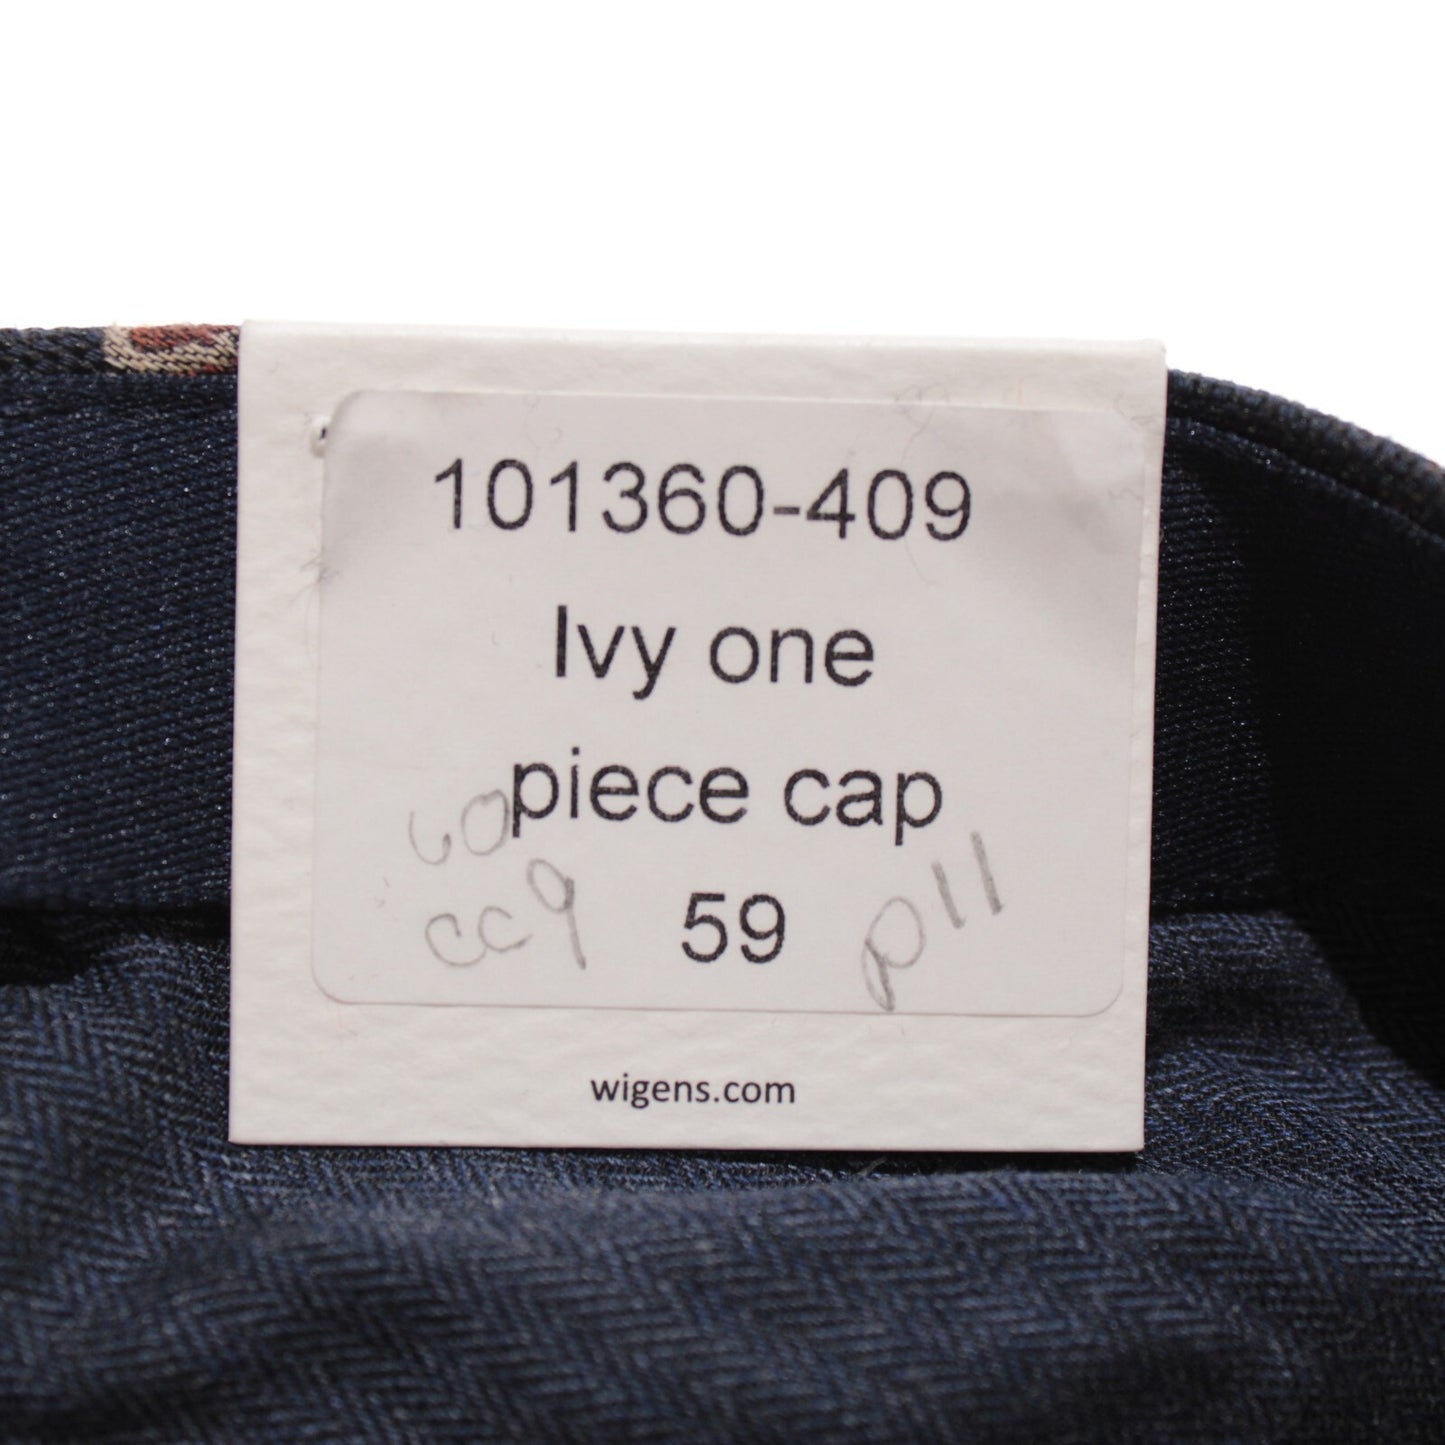 101360-409
Ivy one
piece cap
60
cc9
59
p11
wigens.com